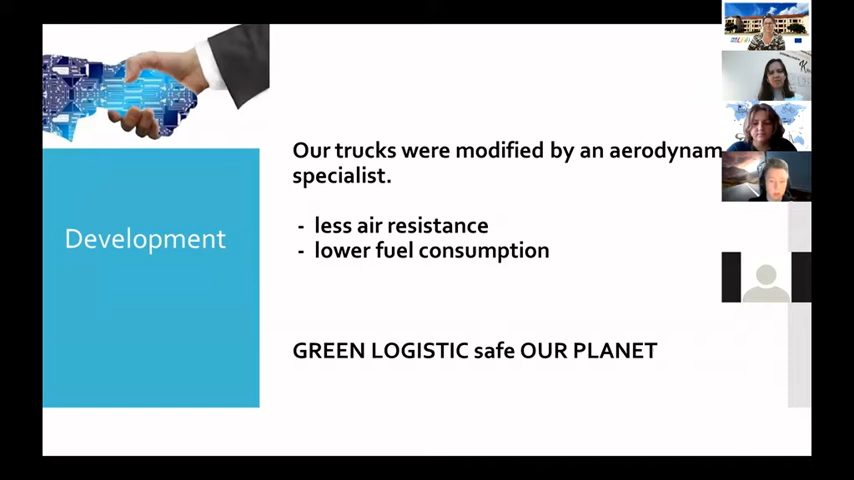 Our trucks were modified by an aerodynam
specialist.
- less air resistance
- lower fuel consumption
Development
GREEN LOGISTIC safe OUR PLANET